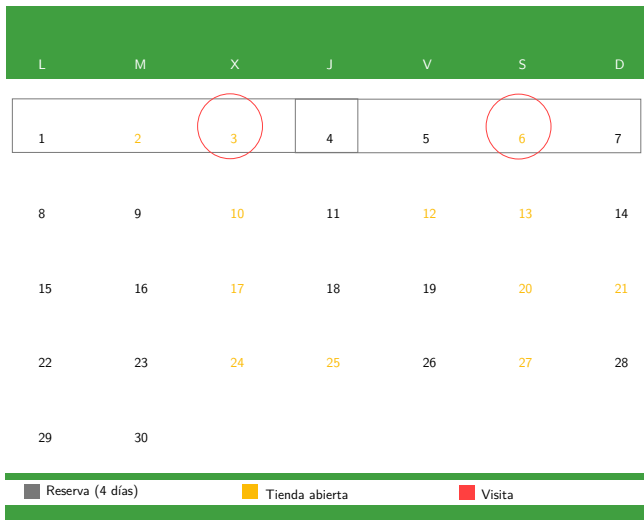 L M X J V S D
1 2 3 4 5 6 7
8 9 10 11 12 13 14
15 16 17 18 19 20 21
22 23 24 25 26 27 28
29 30
Reserva (4 días) Tienda abierta Visita